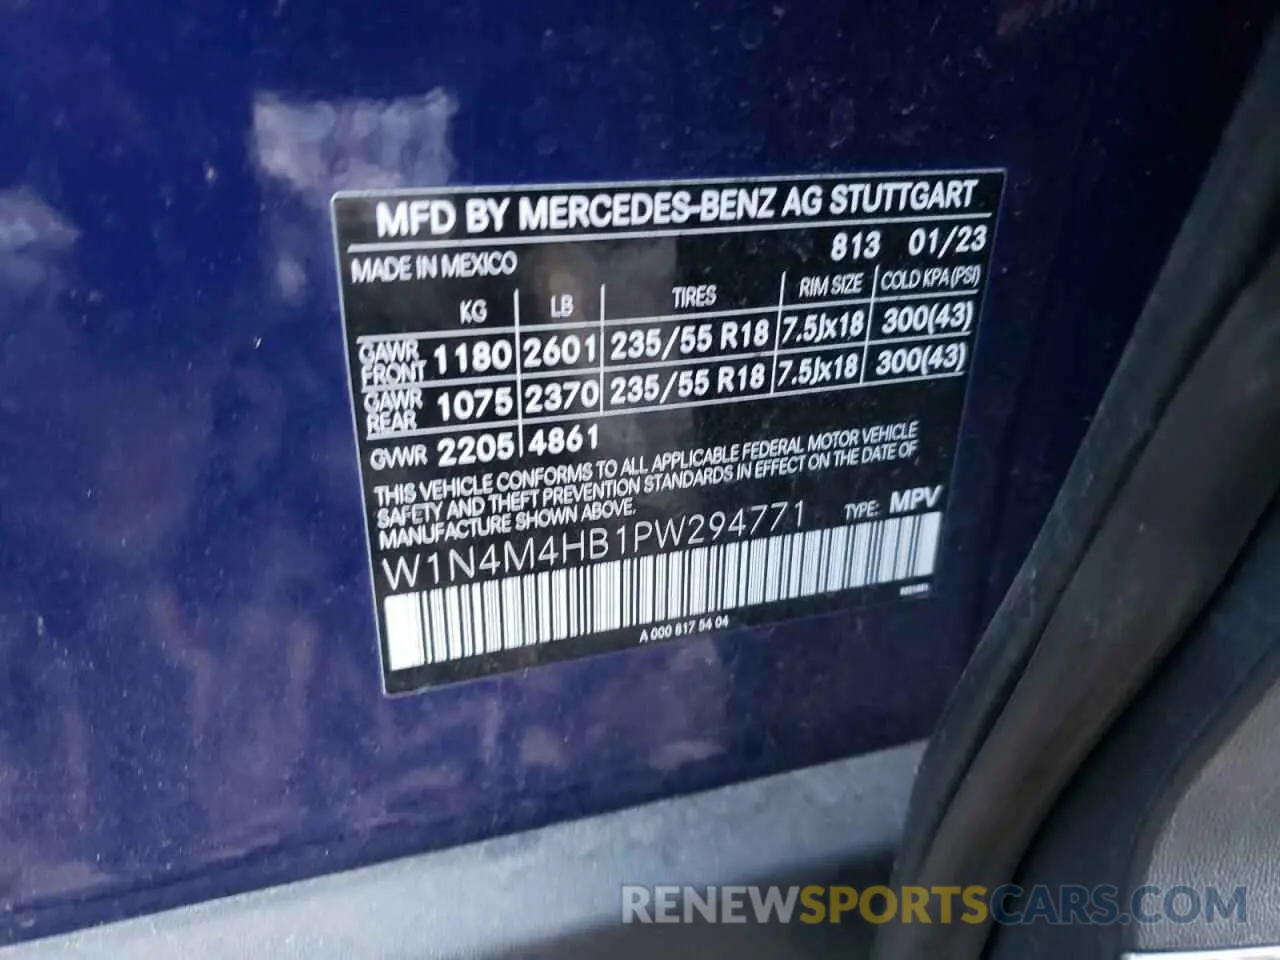 MFD BY MERCEDES-BENZ AG STUTTGART
813 01/23
MADE IN MEXICO
KG LB TIRES RIM SIZE COLD KPA(PSI)
GAWR FRONT 1180 2601 235/55 R18 7.5Jx18 300(43)
GAWR REAR 1075 2370 235/55 R18 7.5Jx18 300(43)
GVWR 2205 4861
THIS VEHICLE CONFORMS TO ALL APPLICABLE FEDERAL MOTOR VEHICLE
SAFETY AND THEFT PREVENTION STANDARDS IN EFFECT ON THE DATE OF
MANUFACTURE SHOWN ABOVE.
W1N4M4HB1PW294771 TYPE: MPV
A 000 817 54 04
RENEWSPORTSCARS.COM